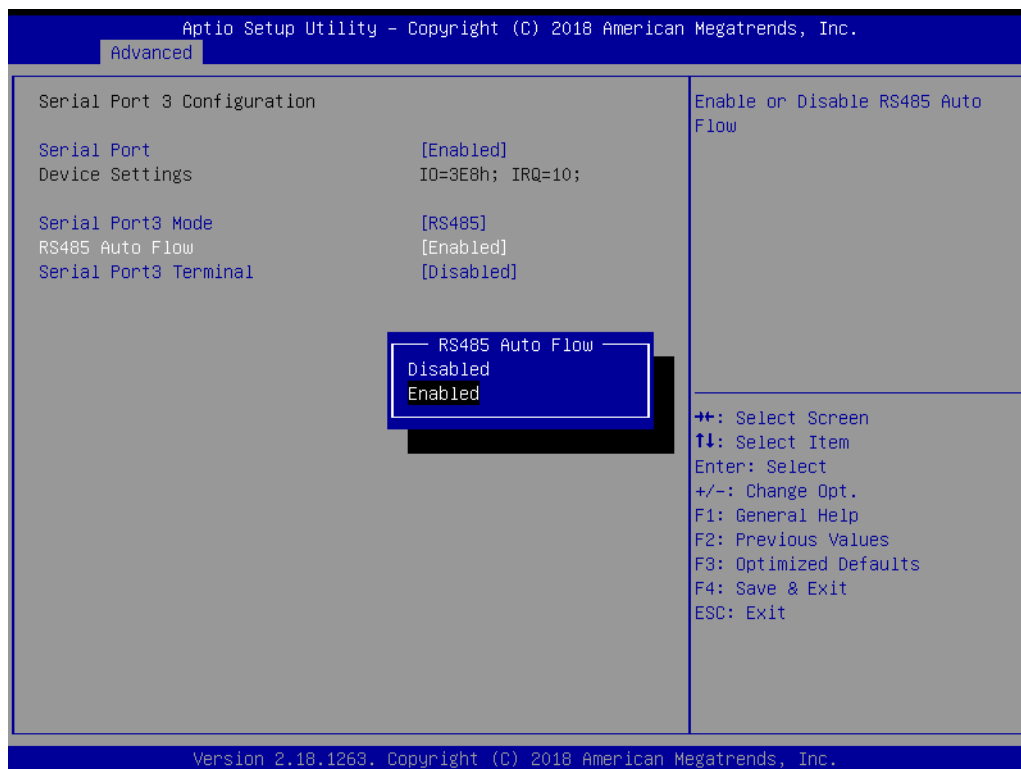 Aptio Setup Utility – Copyright (C) 2018 American Megatrends, Inc.
Advanced
Serial Port 3 Configuration
Serial Port [Enabled]
Device Settings IO=3E8h; IRQ=10;
Serial Port3 Mode [RS485]
RS485 Auto Flow [Enabled]
Serial Port3 Terminal [Disabled]
RS485 Auto Flow
Disabled
Enabled
Enable or Disable RS485 Auto
Flow
→←: Select Screen
↑↓: Select Item
Enter: Select
+/-: Change Opt.
F1: General Help
F2: Previous Values
F3: Optimized Defaults
F4: Save & Exit
ESC: Exit
Version 2.18.1263. Copyright (C) 2018 American Megatrends, Inc.